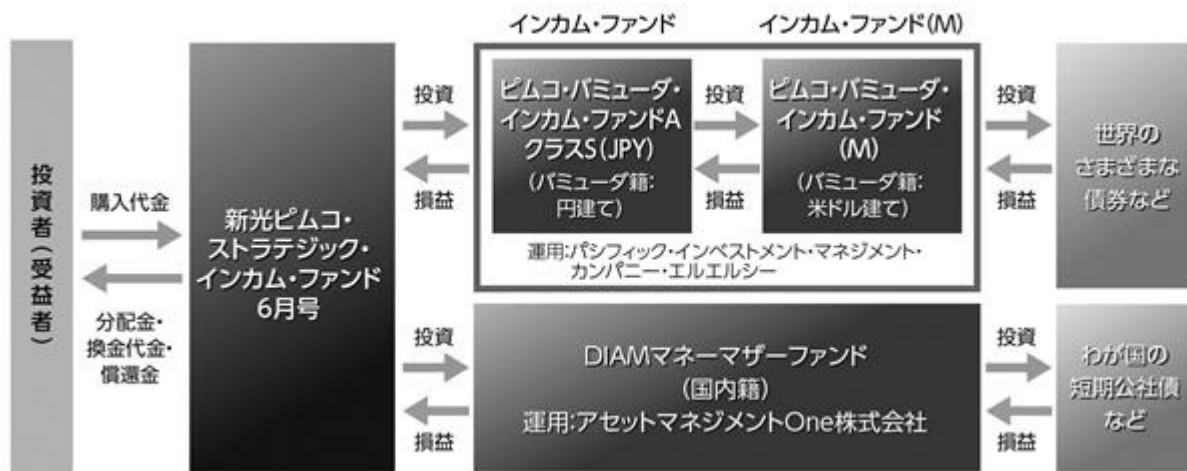 投資者(受益者)
購入代金
分配金・
換金代金・
償還金
新光ピムコ・
ストラテジック・
インカム・ファンド
6月号
投資
損益
インカム・ファンド
インカム・ファンド(M)
ピムコ・バミューダ・
インカム・ファンドA
クラスS(JPY)
(バミューダ籍:
円建て)
投資
損益
ピムコ・バミューダ・
インカム・ファンド
(M)
(バミューダ籍:
米ドル建て)
運用:パシフィック・インベストメント・マネジメント・
カンパニー・エルエルシー
投資
損益
世界の
さまざまな
債券など
投資
損益
DIAMマネーマザーファンド
(国内籍)
運用:アセットマネジメントOne株式会社
投資
損益
わが国の
短期公社債
など